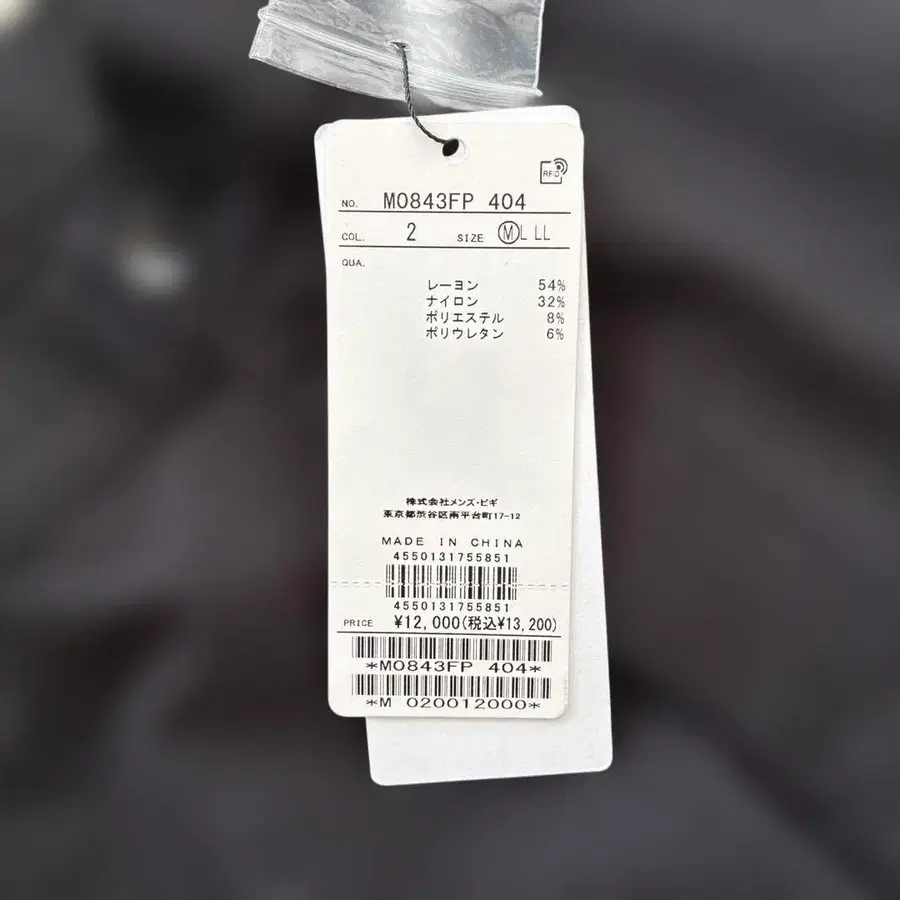 RFID
NO. M0843FP 404
COL. 2 SIZE M L LL
QUA.
レーヨン 54%
ナイロン 32%
ポリエステル 8%
ポリウレタン 6%
株式会社メンズ・ビギ
東京都渋谷区南平台町17-12
MADE IN CHINA
4550131755851
4550131755851
PRICE ¥12,000(税込¥13,200)
*M0843FP 404*
*M 020012000*